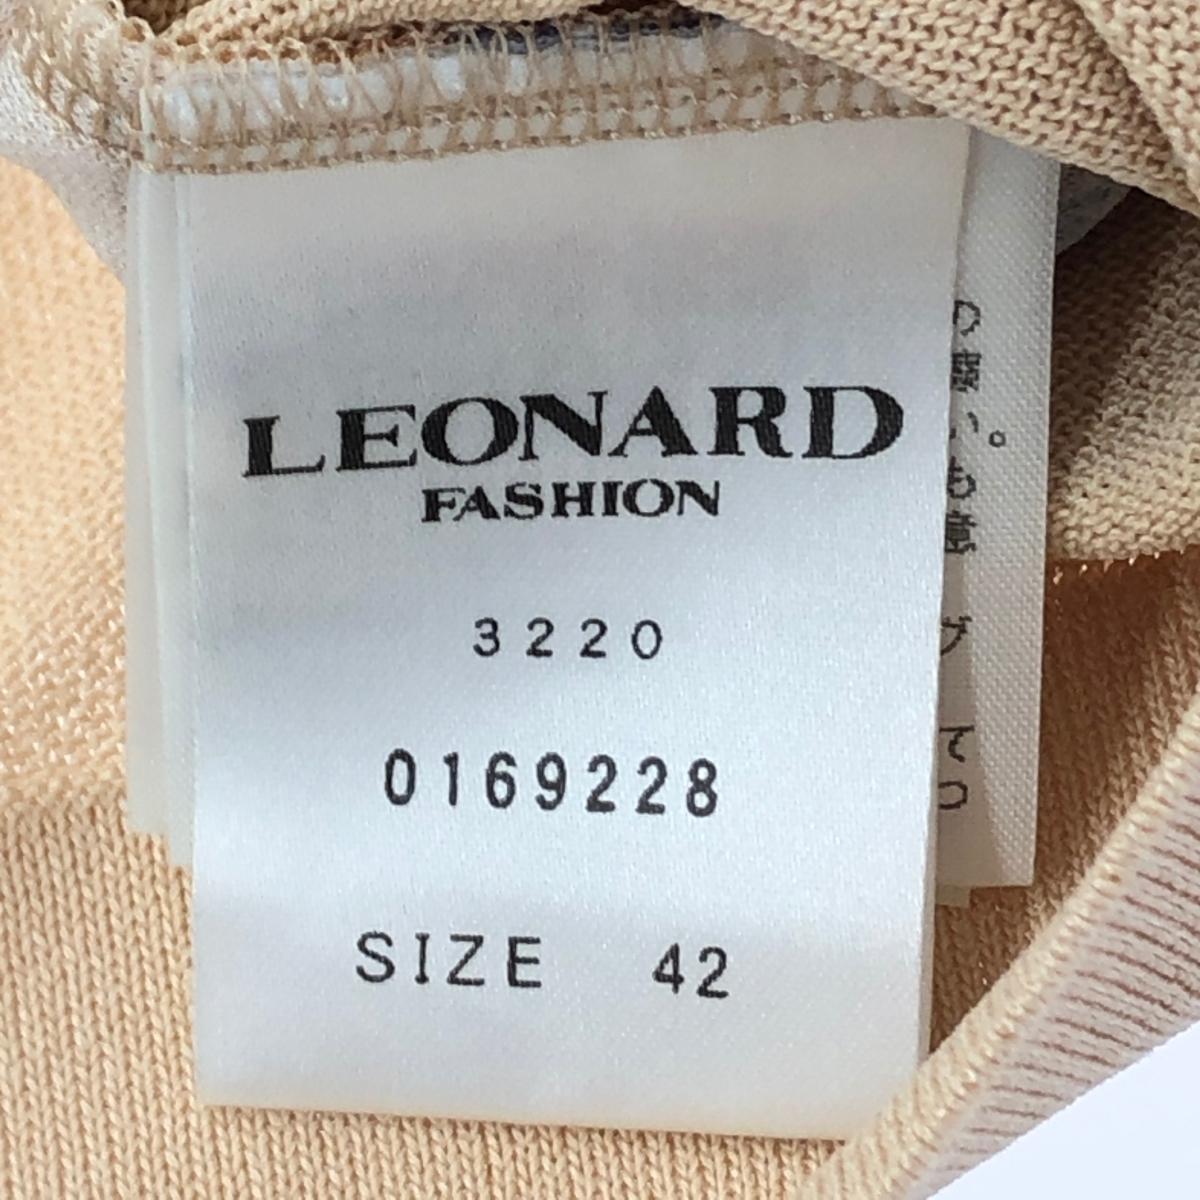 LEONARD
FASHION
3220
0169228
SIZE 42